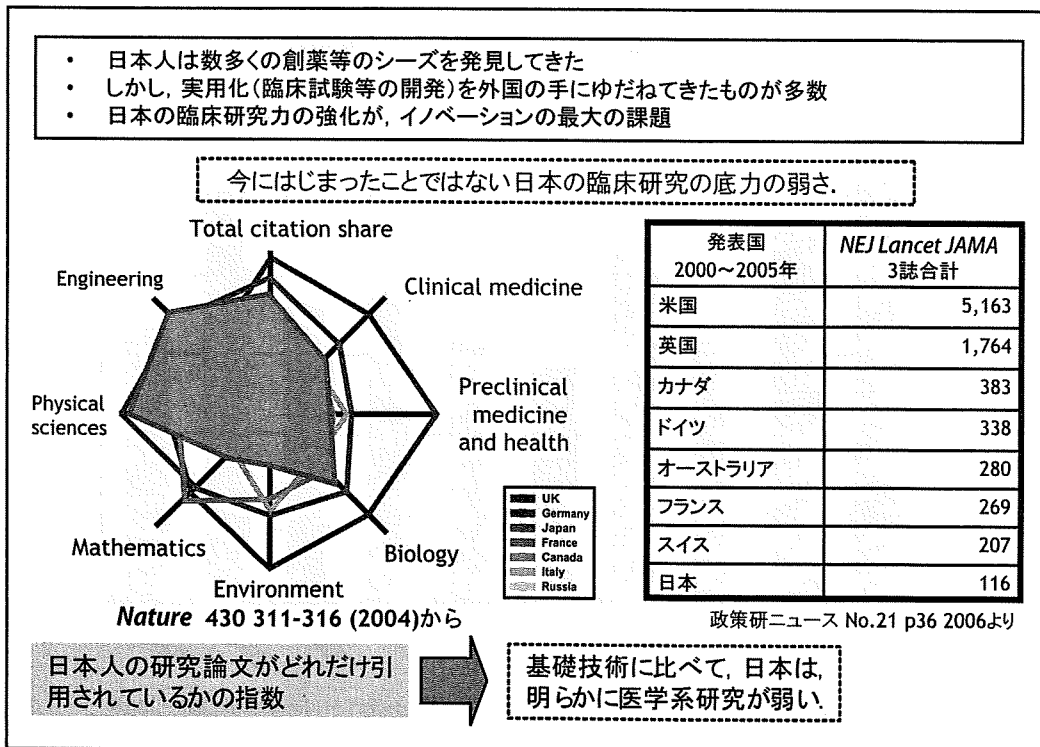 ・ 日本人は数多くの創薬等のシーズを発見してきた
・ しかし, 実用化(臨床試験等の開発)を外国の手にゆだねてきたものが多数
・ 日本の臨床研究力の強化が, イノベーションの最大の課題
今にはじまったことではない日本の臨床研究の底力の弱さ.
Total citation share
Engineering
Clinical medicine
Physical
sciences
Preclinical
medicine
and health
Mathematics
Biology
Environment
UK
Germany
Japan
France
Canada
Italy
Russia
Nature 430 311-316 (2004)から
発表国 NEJ Lancet JAMA
2000～2005年 3誌合計
米国 5,163
英国 1,764
カナダ 383
ドイツ 338
オーストラリア 280
フランス 269
スイス 207
日本 116
政策研ニュース No.21 p36 2006より
日本人の研究論文がどれだけ引
用されているかの指数
基礎技術に比べて, 日本は,
明らかに医学系研究が弱い.